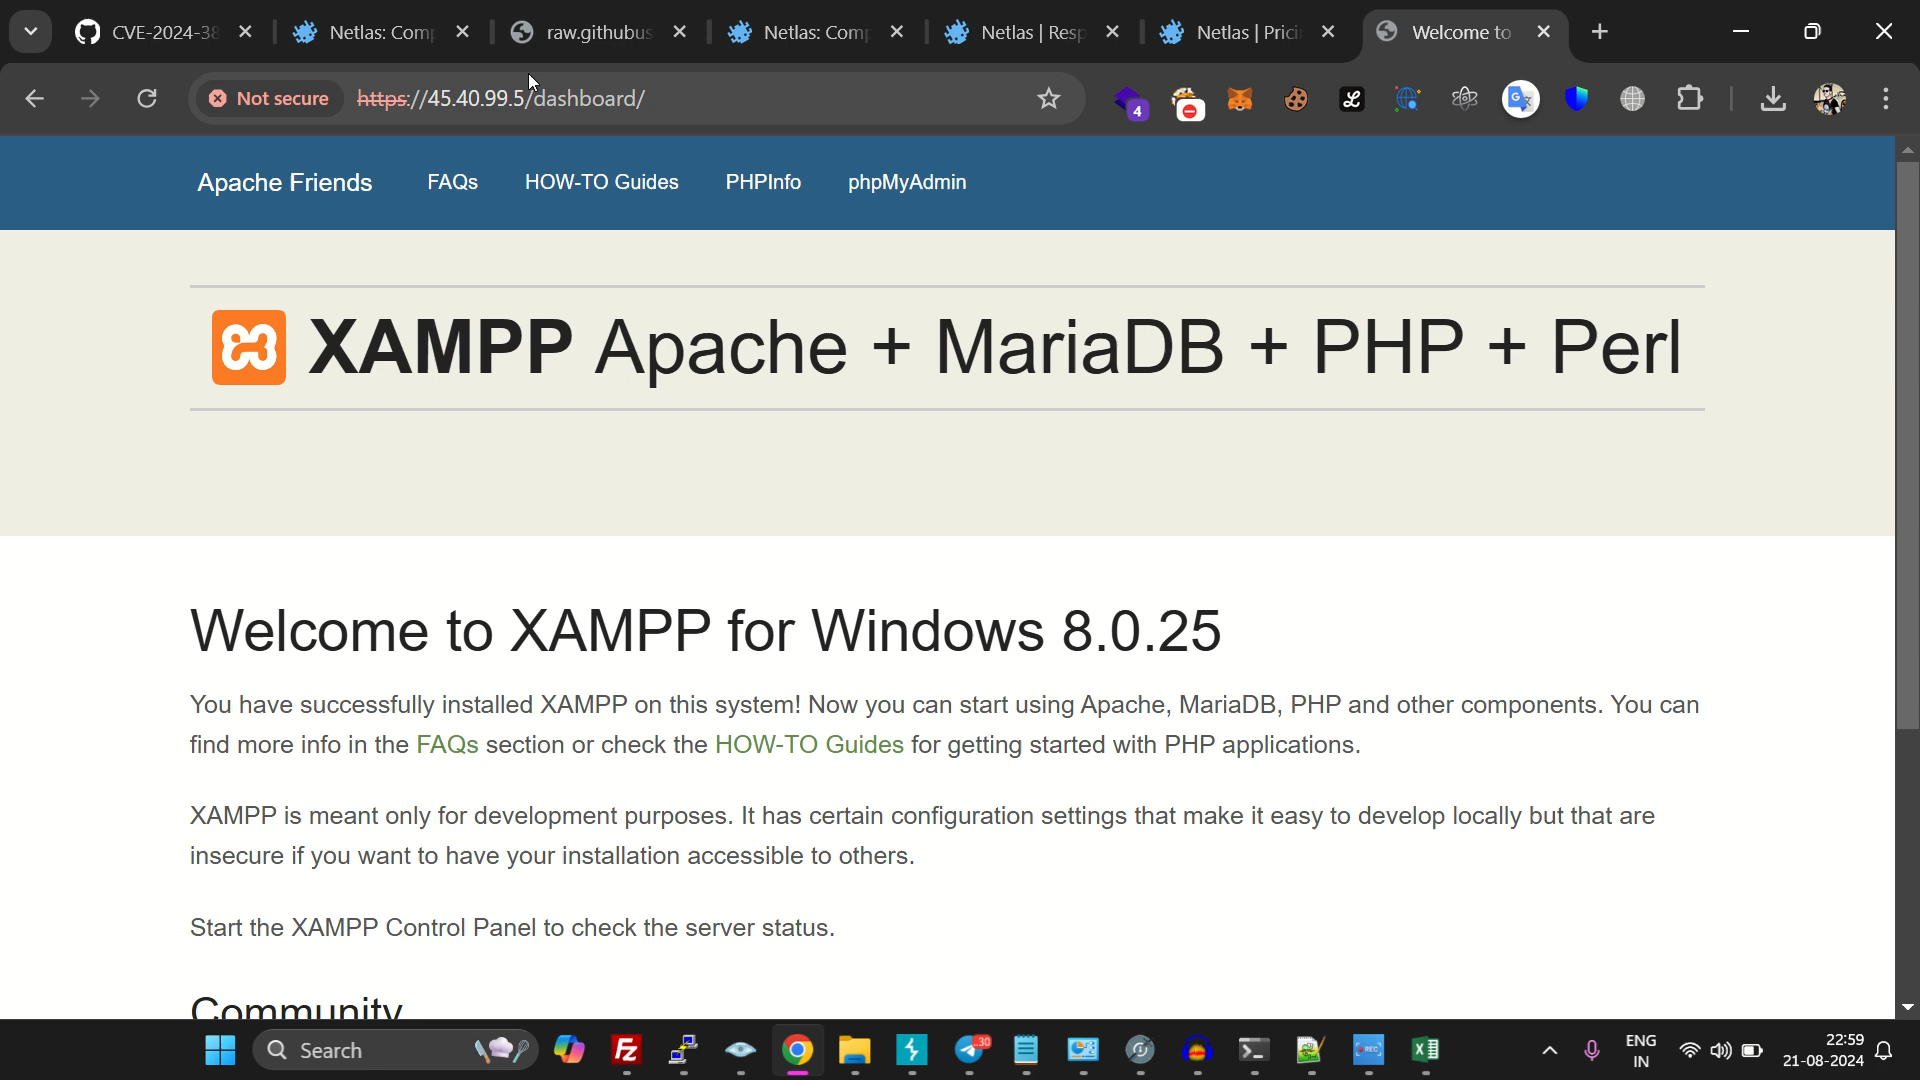 CVE-2024-38
Netlas: Comp
raw.githubus
Netlas: Comp
Netlas | Resp
Netlas | Prici
Welcome to
Not secure
https://45.40.99.5/dashboard/
4
Apache Friends
FAQs
HOW-TO Guides
PHPInfo
phpMyAdmin
XAMPP Apache + MariaDB + PHP + Perl
Welcome to XAMPP for Windows 8.0.25
You have successfully installed XAMPP on this system! Now you can start using Apache, MariaDB, PHP and other components. You can
find more info in the FAQs section or check the HOW-TO Guides for getting started with PHP applications.
XAMPP is meant only for development purposes. It has certain configuration settings that make it easy to develop locally but that are
insecure if you want to have your installation accessible to others.
Start the XAMPP Control Panel to check the server status.
Community
Search
30
REC
ENG
IN
22:59
21-08-2024